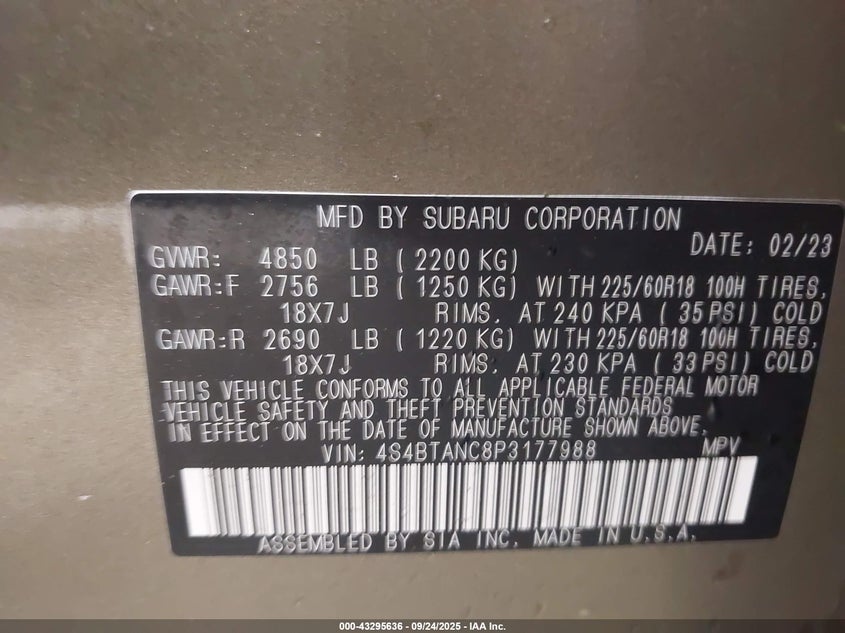 MFD BY SUBARU CORPORATION
DATE: 02/23
GVWR: 4850 LB ( 2200 KG)
GAWR:F 2756 LB ( 1250 KG) WITH 225/60R18 100H TIRES,
18X7J RIMS. AT 240 KPA ( 35 PSI) COLD
GAWR:R 2690 LB ( 1220 KG) WITH 225/60R18 100H TIRES,
18X7J RIMS. AT 230 KPA ( 33 PSI) COLD
THIS VEHICLE CONFORMS TO ALL APPLICABLE FEDERAL MOTOR
VEHICLE SAFETY AND THEFT PREVENTION STANDARDS
IN EFFECT ON THE DATE OF MANUFACTURE SHOWN ABOVE.
VIN: 4S4BTANC8P3177988 MPV
ASSEMBLED BY SIA INC. MADE IN U.S.A.
000-43295636 - 09/24/2025 - IAA Inc.